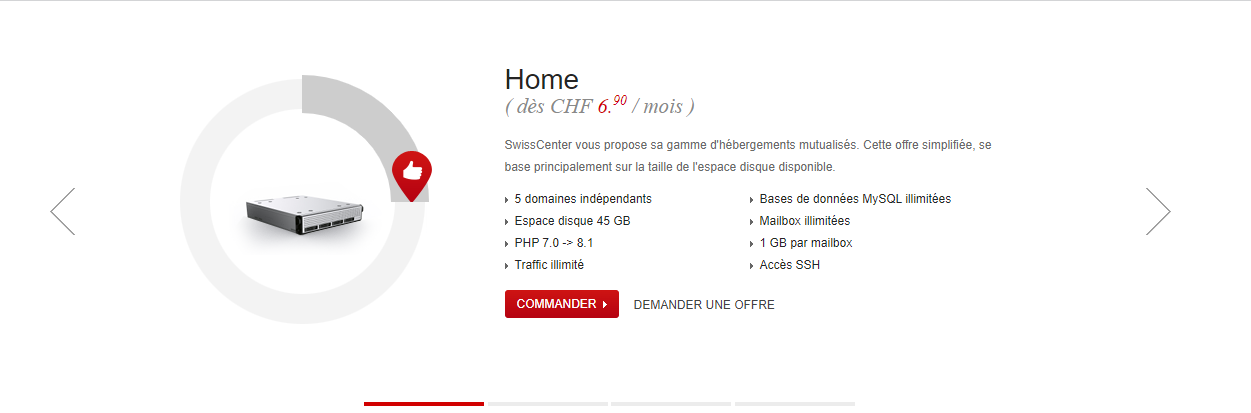 Home
( dès CHF 6.90 / mois )
SwissCenter vous propose sa gamme d'hébergements mutualisés. Cette offre simplifiée, se
base principalement sur la taille de l'espace disque disponible.
5 domaines indépendants
Espace disque 45 GB
PHP 7.0 -> 8.1
Traffic illimité
Bases de données MySQL illimitées
Mailbox illimitées
1 GB par mailbox
Accès SSH
COMMANDER
DEMANDER UNE OFFRE